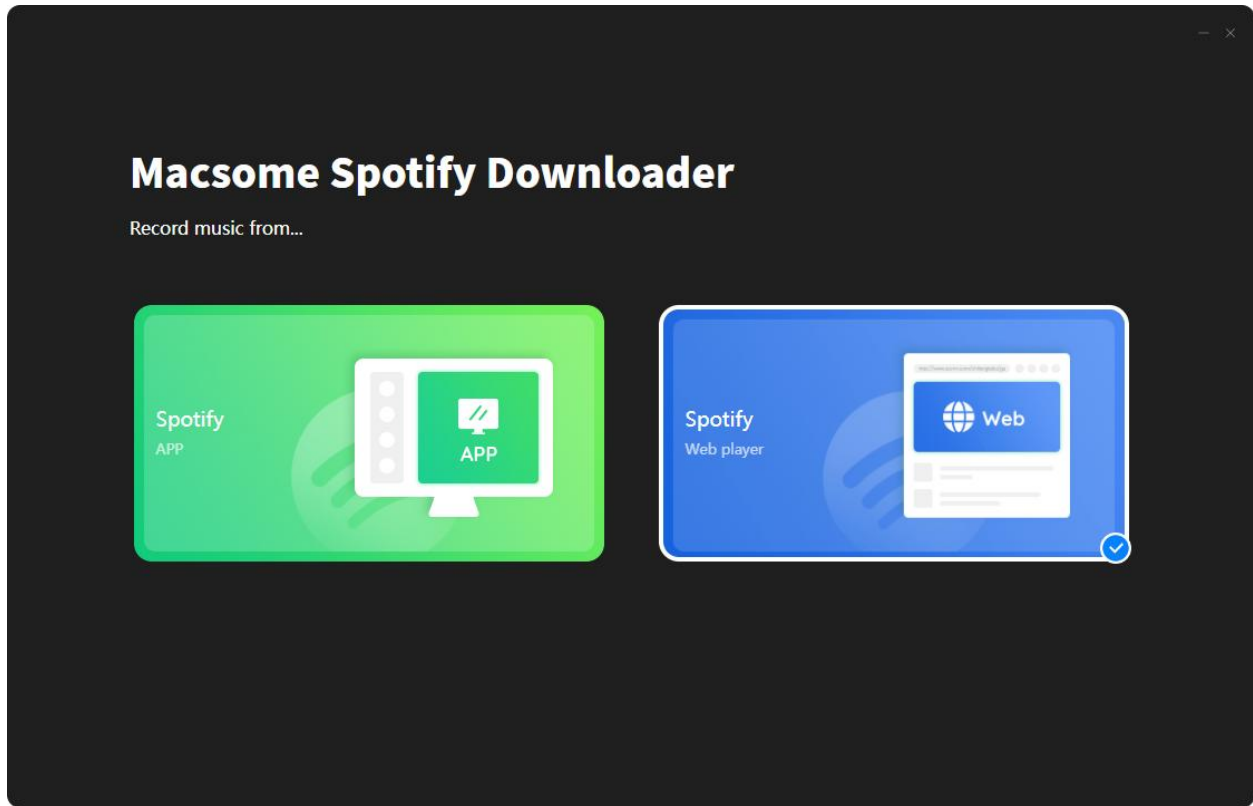 Macsome Spotify Downloader
Record music from...
Spotify
APP
APP
Spotify
Web player
Web